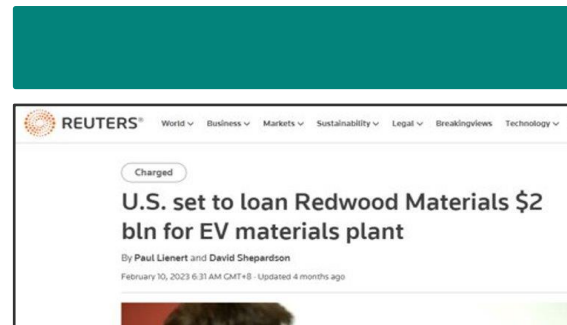 REUTERS®
World Business Markets Sustainability Legal Breakingviews Technology
Charged
U.S. set to loan Redwood Materials $2
bln for EV materials plant
By Paul Lienert and David Shepardson
February 10, 2023 6:31 AM GMT+8 · Updated 4 months ago